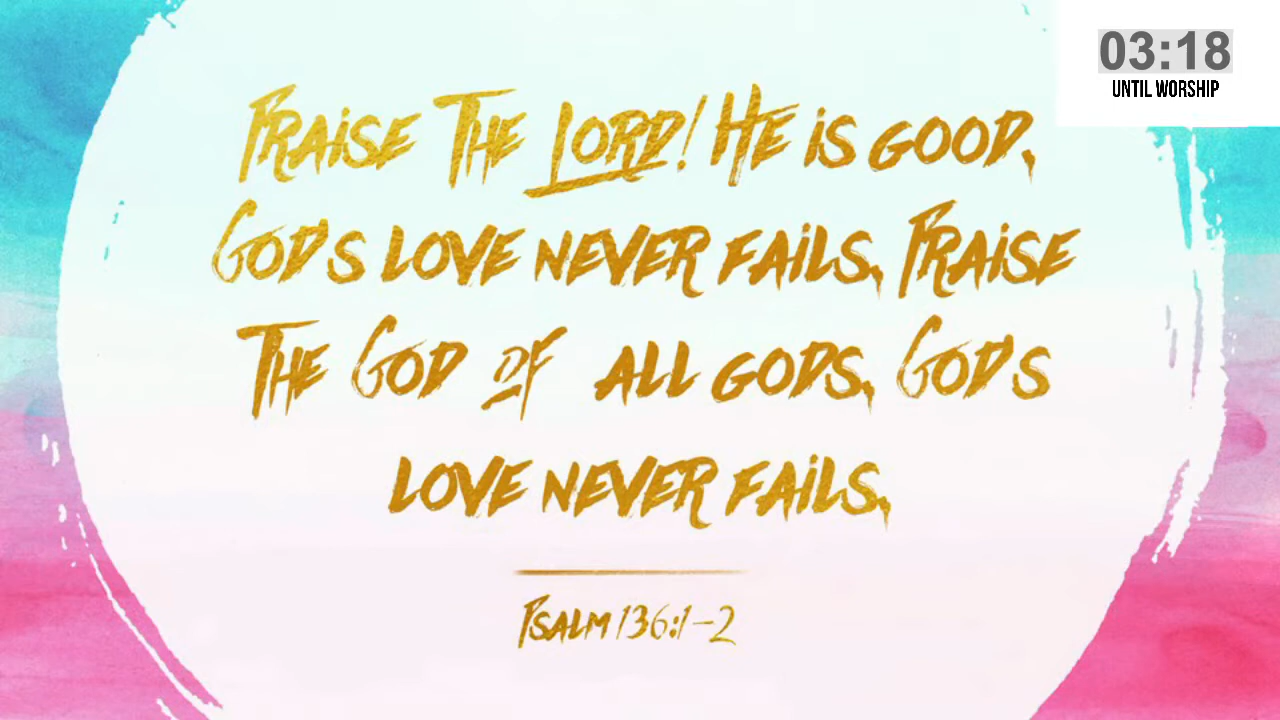 03:18
UNTIL WORSHIP
PRAISE THE LORD! HE IS GOOD.
GOD'S LOVE NEVER FAILS. PRAISE
THE GOD OF ALL GODS. GOD'S
LOVE NEVER FAILS.
PSALM 136:1-2